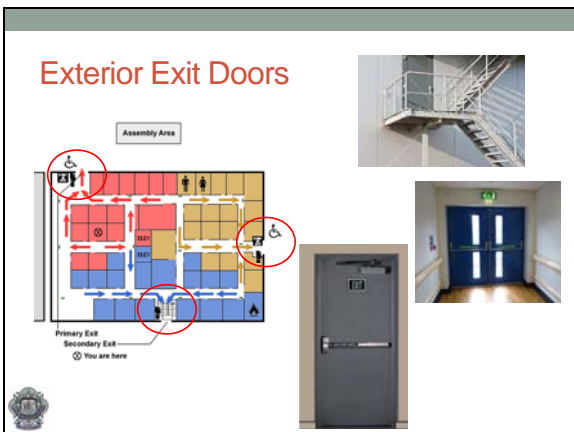 Exterior Exit Doors
Assembly Area
ELEV
ELEV
Primary Exit
Secondary Exit
You are here
EXIT